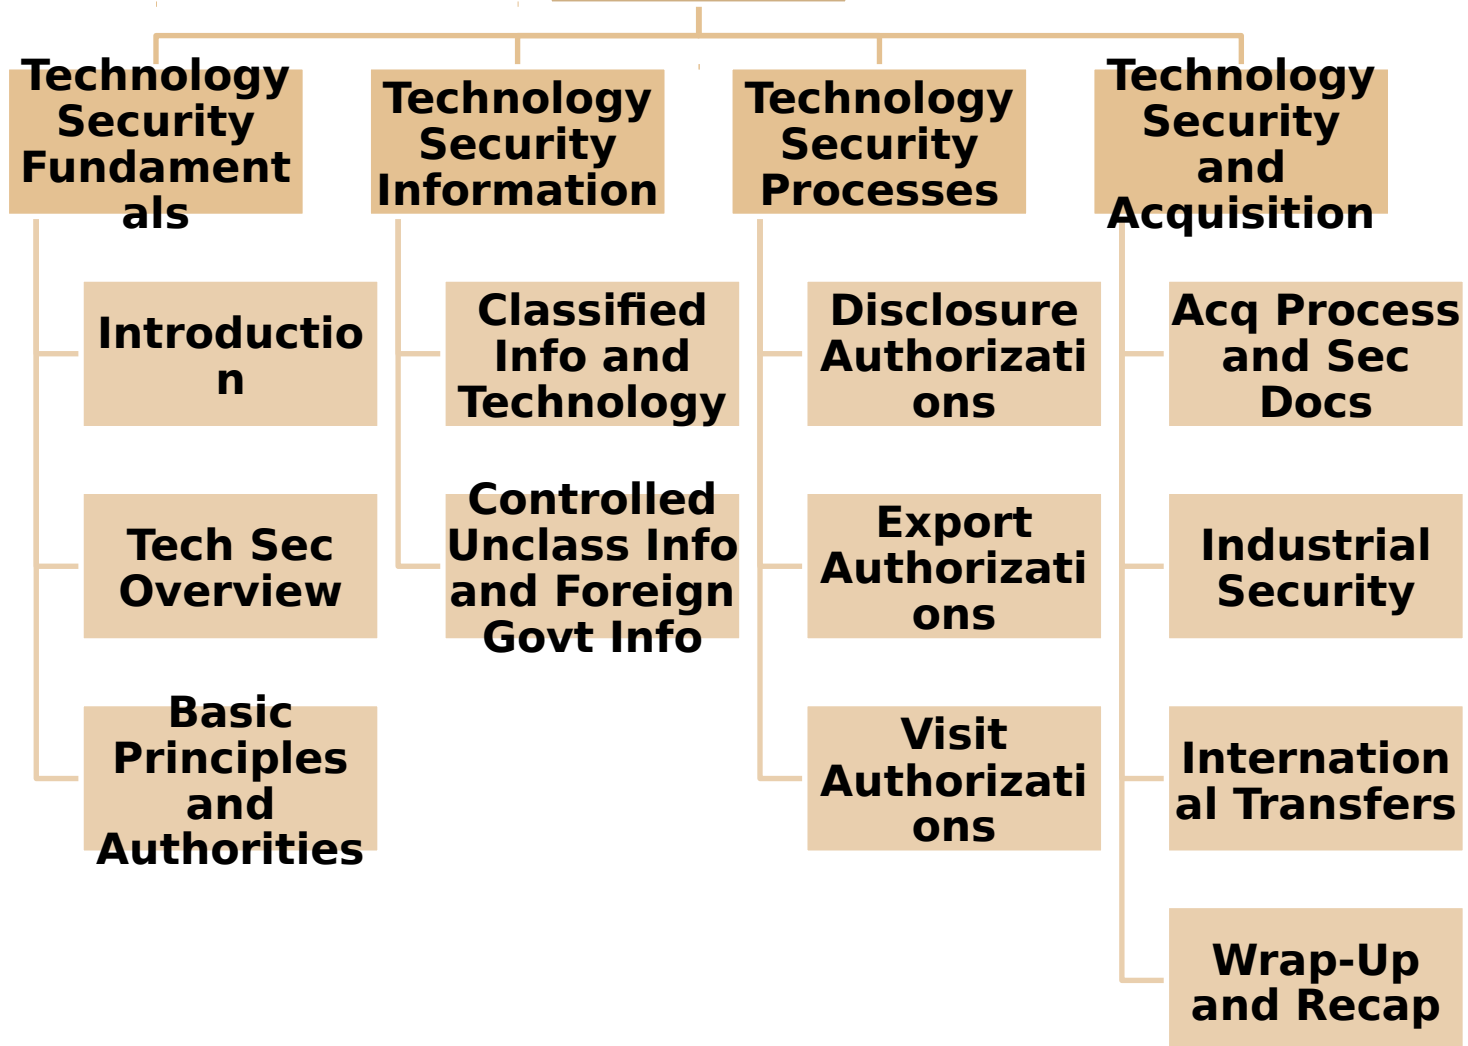 Technology
Security
Fundament
als
Technology
Security
Information
Technology
Security
Processes
Technology
Security
and
Acquisition
Introductio
n
Tech Sec
Overview
Basic
Principles
and
Authorities
Classified
Info and
Technology
Controlled
Unclass Info
and Foreign
Govt Info
Disclosure
Authorizati
ons
Export
Authorizati
ons
Visit
Authorizati
ons
Acq Process
and Sec
Docs
Industrial
Security
Internation
al Transfers
Wrap-Up
and Recap